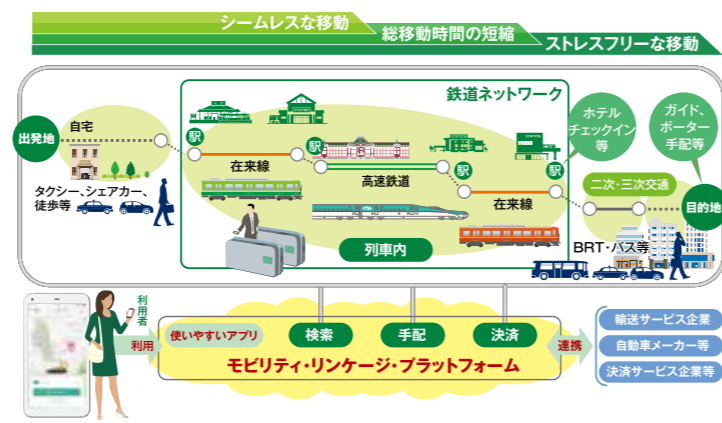 シームレスな移動
総移動時間の短縮
ストレスフリーな移動
鉄道ネットワーク
ホテル
チェックイン
等
ガイド、
ポーター
手配等
出発地
自宅
駅
駅
駅
駅
在来線
高速鉄道
在来線
二次・三次交通
目的地
タクシー、シェアカー、
徒歩等
列車内
BRT・バス等
利用者
利用
使いやすいアプリ
検索
手配
決済
連携
モビリティ・リンケージ・プラットフォーム
輸送サービス企業
自動車メーカー等
決済サービス企業等